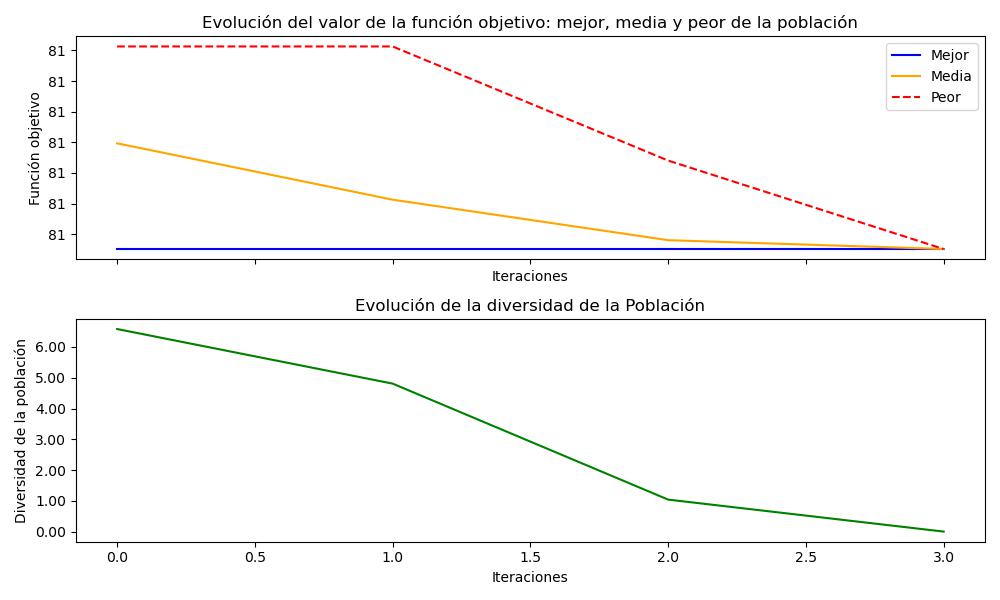 Evolución del valor de la función objetivo: mejor, media y peor de la población
Función objetivo
81
81
81
81
81
81
81
Mejor
Media
Peor
Iteraciones
Evolución de la diversidad de la Población
Diversidad de la población
6.00
5.00
4.00
3.00
2.00
1.00
0.00
0.0 0.5 1.0 1.5 2.0 2.5 3.0
Iteraciones